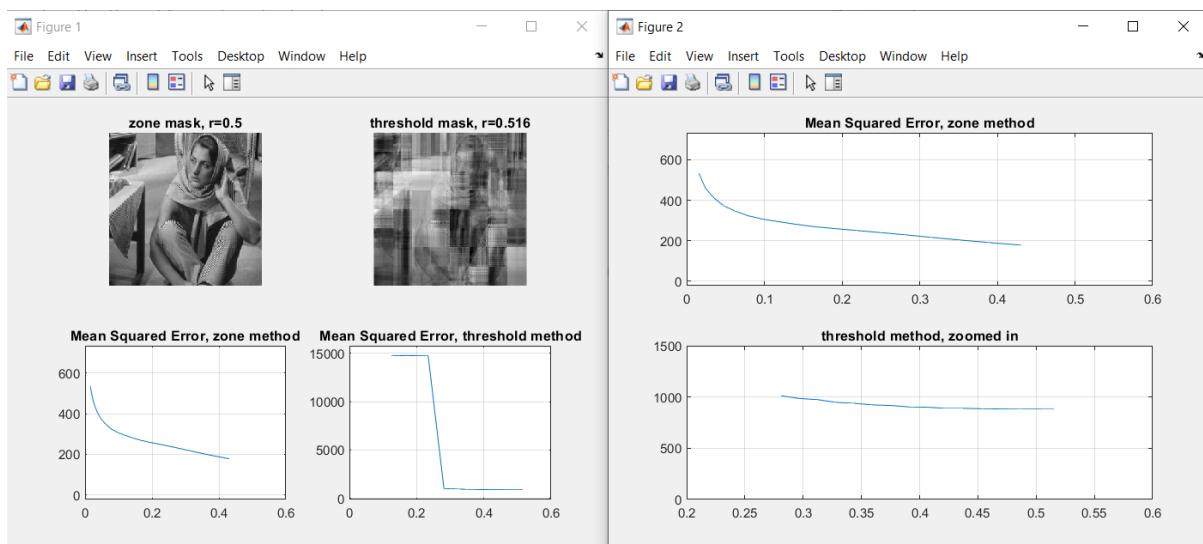 Figure 1
File Edit View Insert Tools Desktop Window Help
zone mask, r=0.5
threshold mask, r=0.516
Mean Squared Error, zone method
600
400
200
0
0 0.2 0.4 0.6
Mean Squared Error, threshold method
15000
10000
5000
0
0 0.2 0.4 0.6
Figure 2
File Edit View Insert Tools Desktop Window Help
Mean Squared Error, zone method
600
400
200
0
0 0.1 0.2 0.3 0.4 0.5 0.6
threshold method, zoomed in
1500
1000
500
0
0.2 0.25 0.3 0.35 0.4 0.45 0.5 0.55 0.6